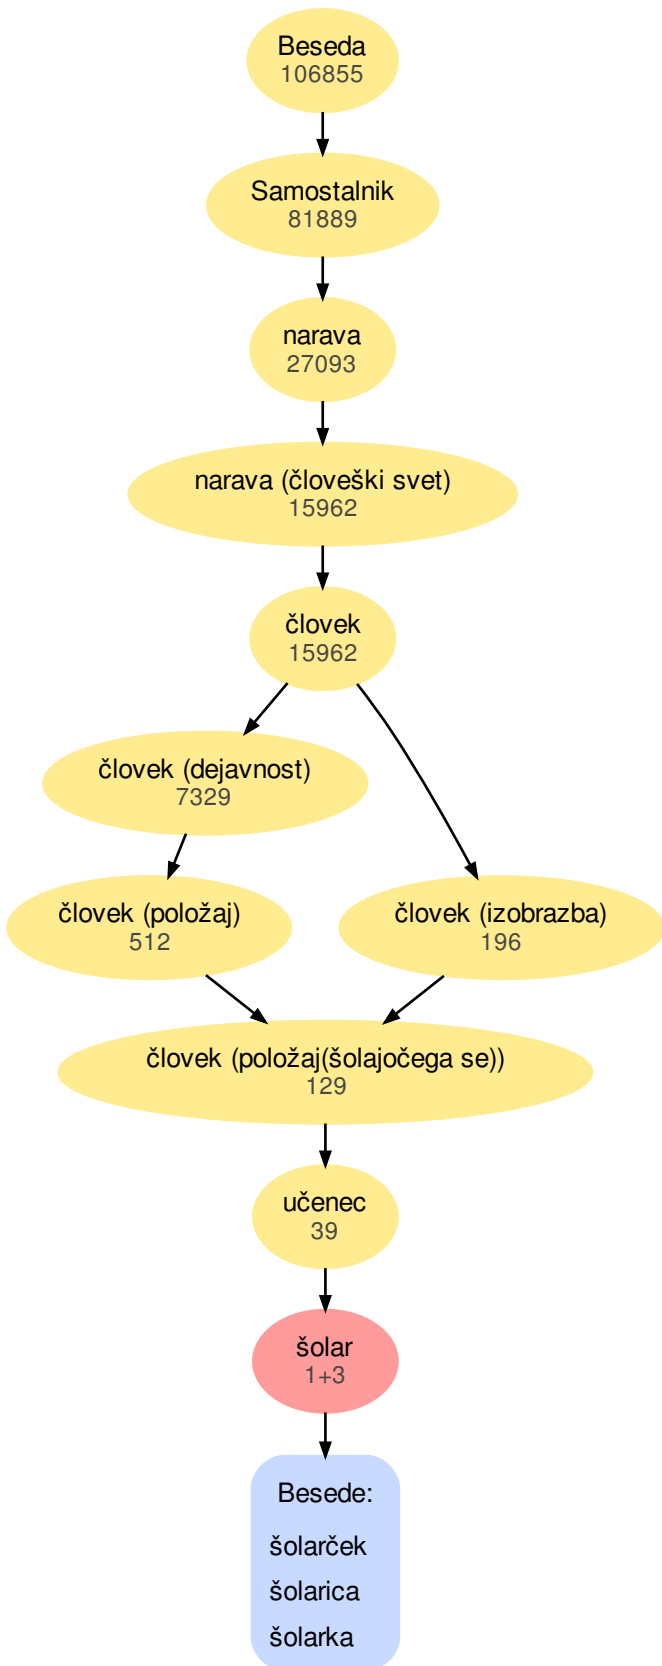 Beseda
106855
Samostalnik
81889
narava
27093
narava (človeški svet)
15962
človek
15962
človek (dejavnost)
7329
človek (položaj)
512
človek (izobrazba)
196
človek (položaj(šolajočega se))
129
učenec
39
šolar
1+3
Besede:
šolarček
šolarica
šolarka